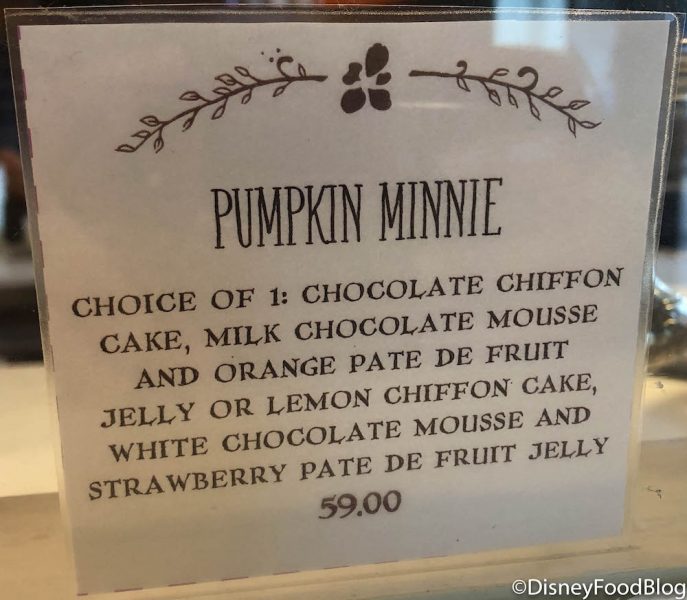 PUMPKIN MINNIE
CHOICE OF 1: CHOCOLATE CHIFFON
CAKE, MILK CHOCOLATE MOUSSE
AND ORANGE PATE DE FRUIT
JELLY OR LEMON CHIFFON CAKE,
WHITE CHOCOLATE MOUSSE AND
STRAWBERRY PATE DE FRUIT JELLY
59.00
©DisneyFoodBlog